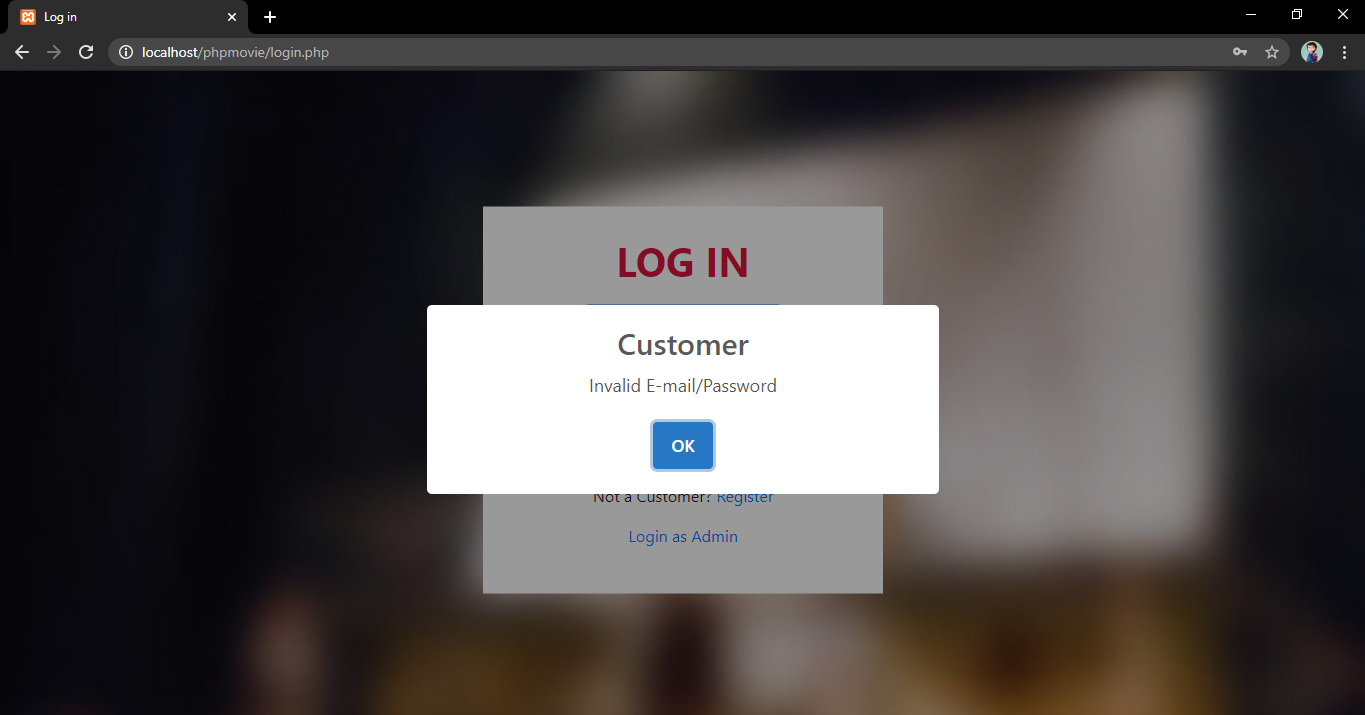 Log in
localhost/phpmovie/login.php
LOG IN
Customer
Invalid E-mail/Password
OK
Not a Customer? Register
Login as Admin